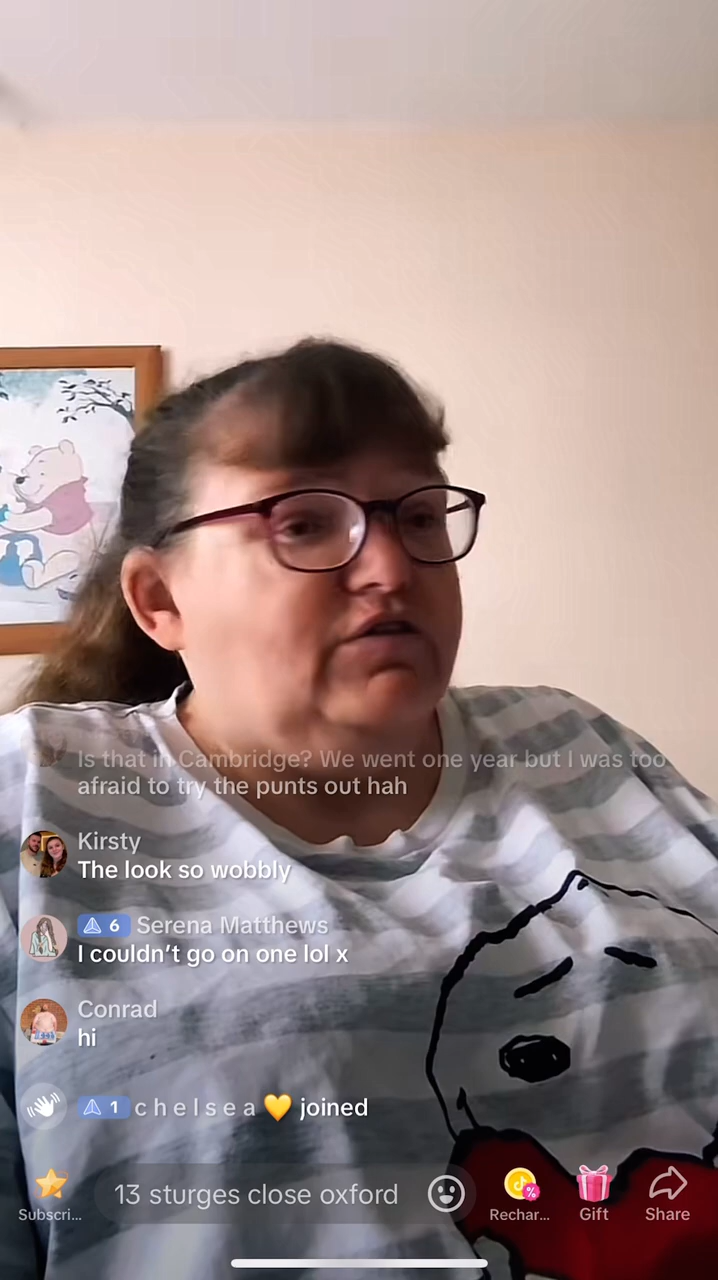 Is that in Cambridge? We went one year but I was too
afraid to try the punts out hah
Kirsty
The look so wobbly
6 Serena Matthews
I couldn't go on one lol x
Conrad
hi
1 c h e l s e a 💛 joined
13 sturges close oxford
Subscri...
Rechar...
Gift
Share